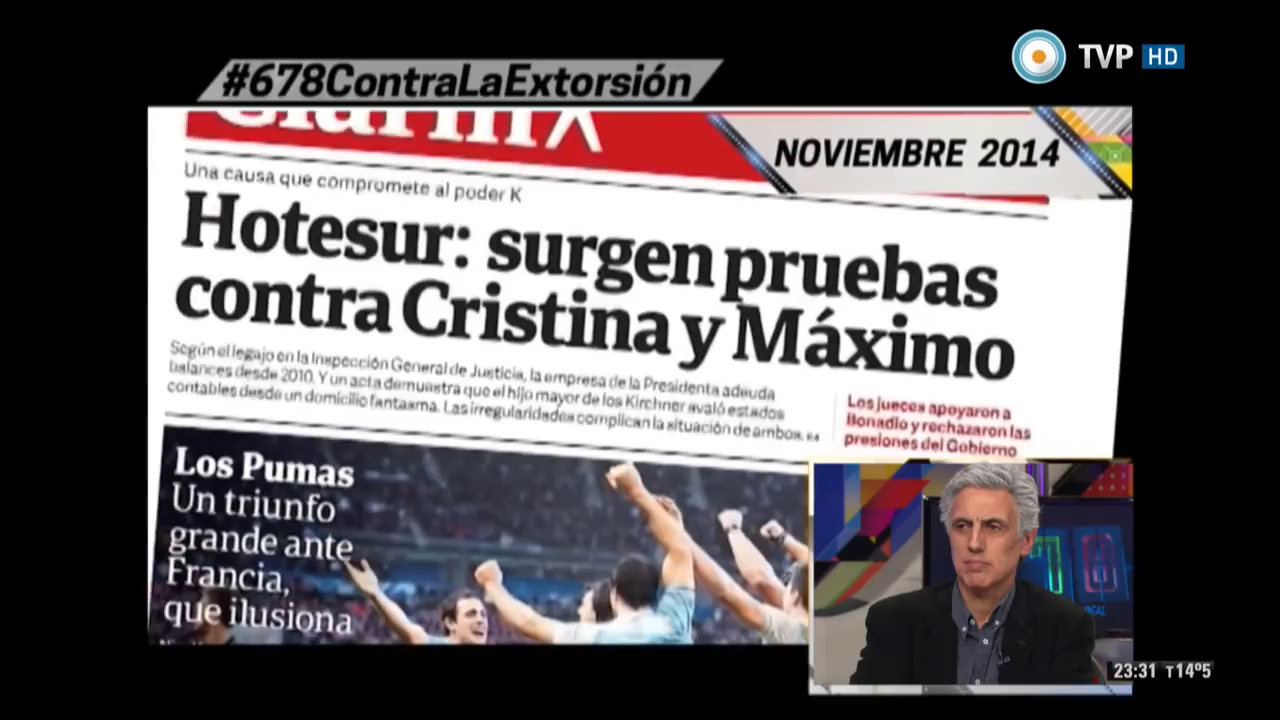 TVP HD
#678ContraLaExtorsión
Clarín
NOVIEMBRE 2014
Una causa que compromete al poder K
Hotesur: surgen pruebas
contra Cristina y Máximo
Según el legajo en la Inspección General de Justicia, la empresa de la Presidenta adeuda
balances desde 2010. Y un acta demuestra que el hijo mayor de los Kirchner avaló estados
contables desde un domicilio fantasma. Las irregularidades complican la situación de ambos.
Los jueces apoyaron a
Bonadio y rechazaron las
presiones del Gobierno
Los Pumas
Un triunfo
grande ante
Francia,
que ilusiona
23:31 T14º5